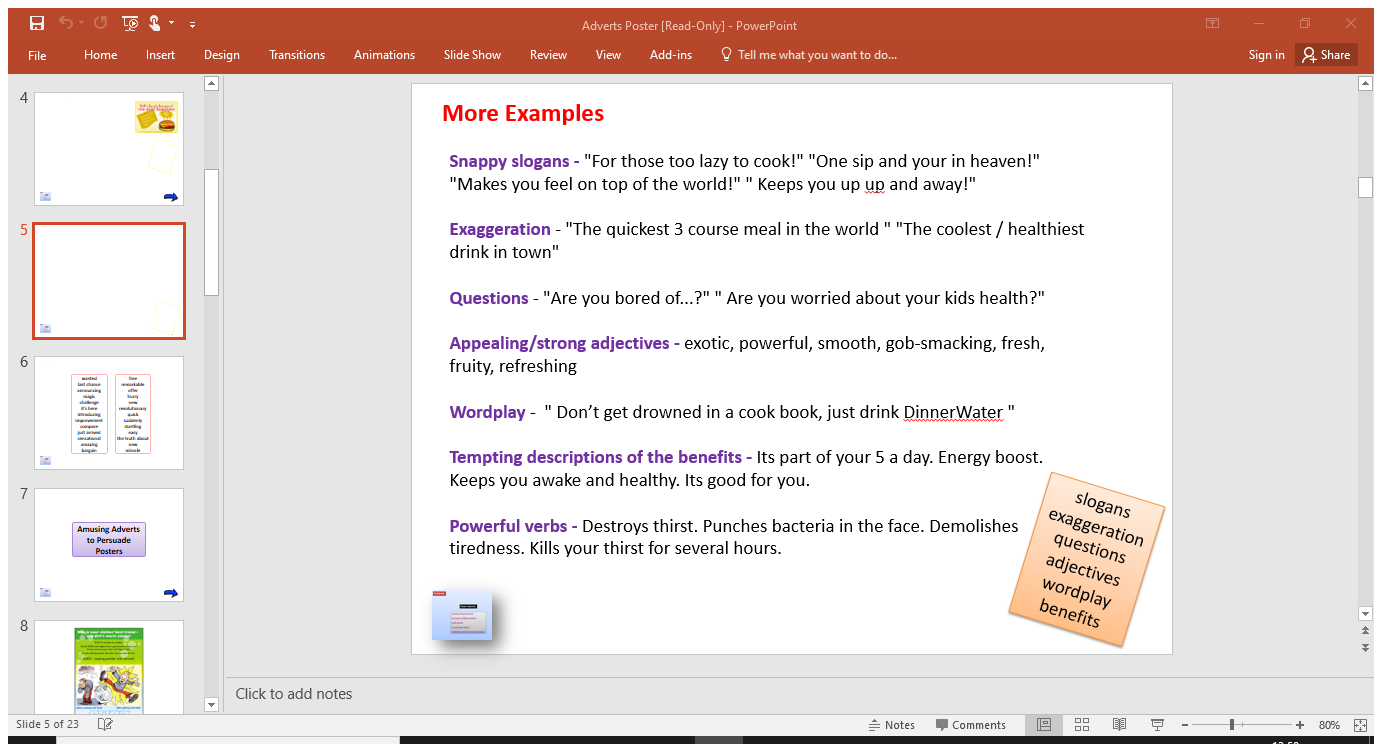 Adverts Poster [Read-Only] - PowerPoint
File Home Insert Design Transitions Animations Slide Show Review View Add-ins Tell me what you want to do... Sign in Share
4
5
6
wanted
last chance
announcing
magic
challenge
it's here
introducing
improvement
compare
just arrived
sensational
amazing
bargain
free
remarkable
offer
hurry
new
revolutionary
quick
suddenly
startling
easy
the truth about
now
miracle
7
Amusing Adverts
to Persuade
Posters
8
More Examples
Snappy slogans - "For those too lazy to cook!" "One sip and your in heaven!"
"Makes you feel on top of the world!" " Keeps you up up and away!"
Exaggeration - "The quickest 3 course meal in the world " "The coolest / healthiest
drink in town"
Questions - "Are you bored of...?" " Are you worried about your kids health?"
Appealing/strong adjectives - exotic, powerful, smooth, gob-smacking, fresh,
fruity, refreshing
Wordplay - " Don’t get drowned in a cook book, just drink DinnerWater "
Tempting descriptions of the benefits - Its part of your 5 a day. Energy boost.
Keeps you awake and healthy. Its good for you.
Powerful verbs - Destroys thirst. Punches bacteria in the face. Demolishes
tiredness. Kills your thirst for several hours.
slogans
exaggeration
questions
adjectives
wordplay
benefits
Click to add notes
Slide 5 of 23 Notes Comments 80%